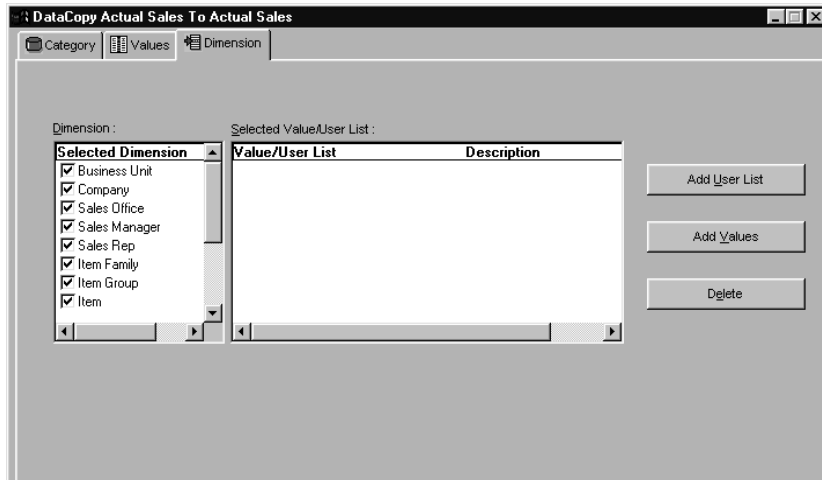 DataCopy Actual Sales To Actual Sales
Category Values Dimension
Dimension : Selected Value/User List :
Selected Dimension Value/User List Description
Business Unit
Company
Sales Office
Sales Manager
Sales Rep
Item Family
Item Group
Item
Add User List
Add Values
Delete